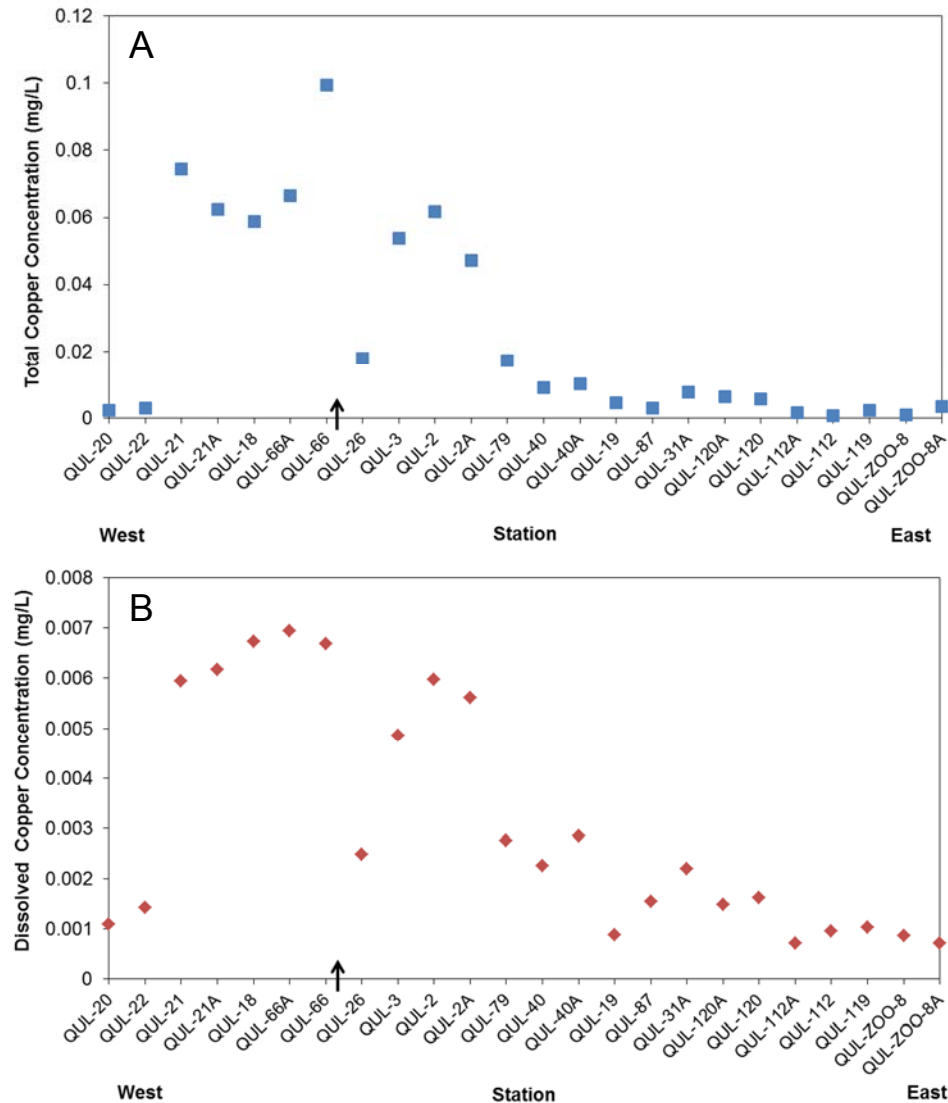 A
Total Copper Concentration (mg/L)
0.12
0.1
0.08
0.06
0.04
0.02
0
QUL-20
QUL-22
QUL-21
QUL-21A
QUL-18
QUL-66A
QUL-66
QUL-26
QUL-3
QUL-2
QUL-2A
QUL-79
QUL-40
QUL-40A
QUL-19
QUL-87
QUL-31A
QUL-120A
QUL-120
QUL-112A
QUL-112
QUL-119
QUL-ZOO-8
QUL-ZOO-8A
West
Station
East
B
Dissolved Copper Concentration (mg/L)
0.008
0.007
0.006
0.005
0.004
0.003
0.002
0.001
0
QUL-20
QUL-22
QUL-21
QUL-21A
QUL-18
QUL-66A
QUL-66
QUL-26
QUL-3
QUL-2
QUL-2A
QUL-79
QUL-40
QUL-40A
QUL-19
QUL-87
QUL-31A
QUL-120A
QUL-120
QUL-112A
QUL-112
QUL-119
QUL-ZOO-8
QUL-ZOO-8A
West
Station
East